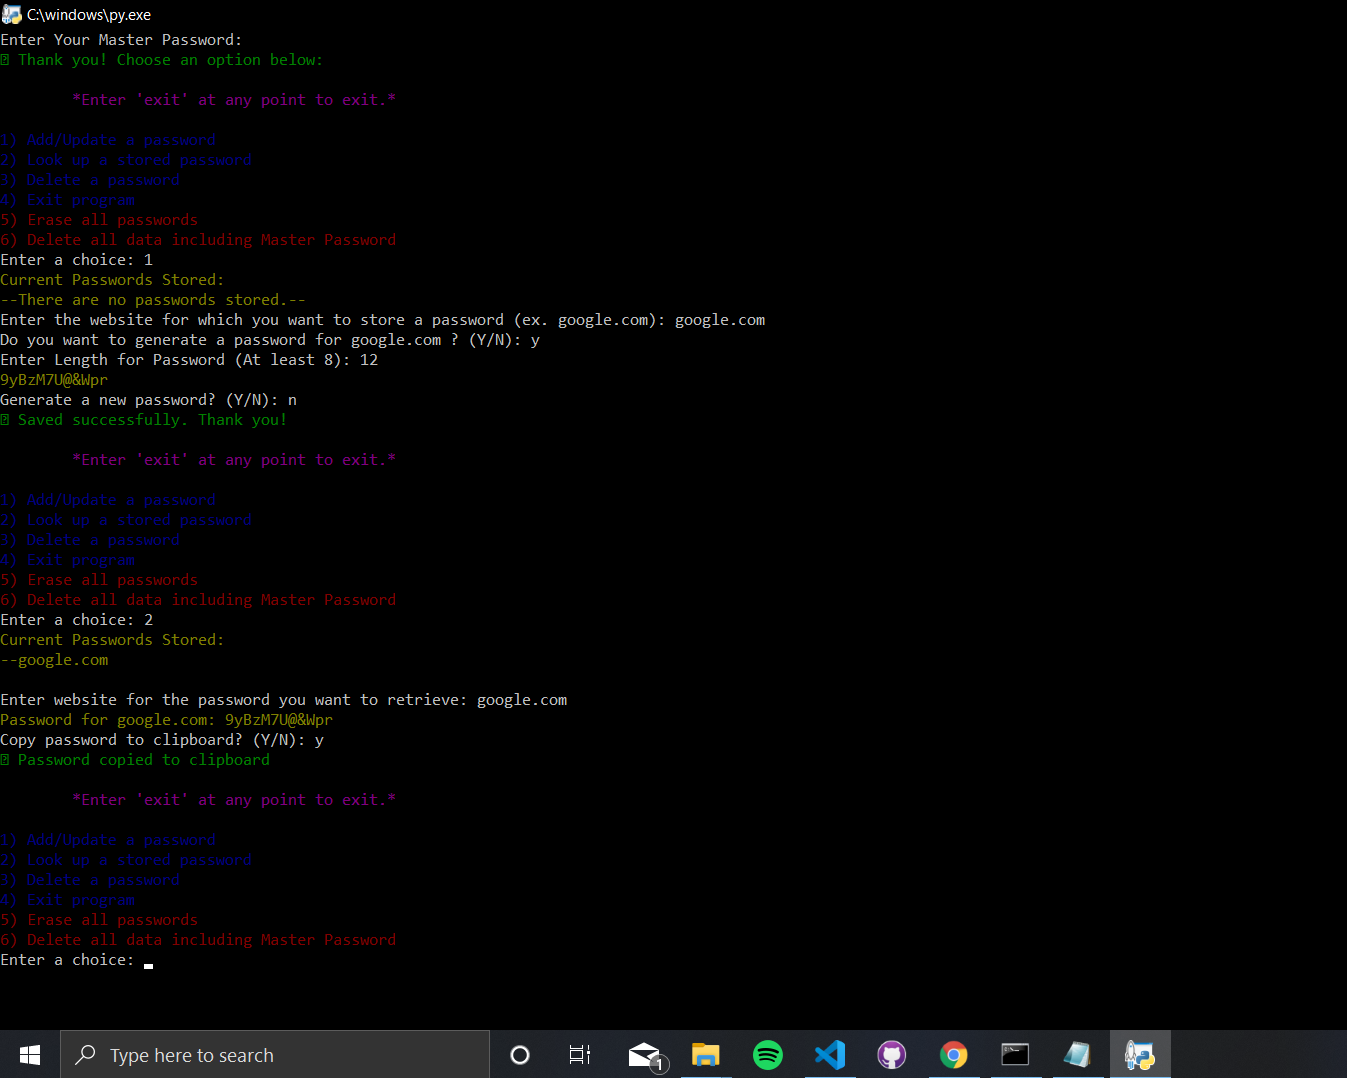 C:\windows\py.exe
Enter Your Master Password:
Thank you! Choose an option below:
*Enter 'exit' at any point to exit.*
1) Add/Update a password
2) Look up a stored password
3) Delete a password
4) Exit program
5) Erase all passwords
6) Delete all data including Master Password
Enter a choice: 1
Current Passwords Stored:
--There are no passwords stored.--
Enter the website for which you want to store a password (ex. google.com): google.com
Do you want to generate a password for google.com ? (Y/N): y
Enter Length for Password (At least 8): 12
9yBzM7U@&Wpr
Generate a new password? (Y/N): n
Saved successfully. Thank you!
*Enter 'exit' at any point to exit.*
1) Add/Update a password
2) Look up a stored password
3) Delete a password
4) Exit program
5) Erase all passwords
6) Delete all data including Master Password
Enter a choice: 2
Current Passwords Stored:
--google.com
Enter website for the password you want to retrieve: google.com
Password for google.com: 9yBzM7U@&Wpr
Copy password to clipboard? (Y/N): y
Password copied to clipboard
*Enter 'exit' at any point to exit.*
1) Add/Update a password
2) Look up a stored password
3) Delete a password
4) Exit program
5) Erase all passwords
6) Delete all data including Master Password
Enter a choice:
Type here to search
1